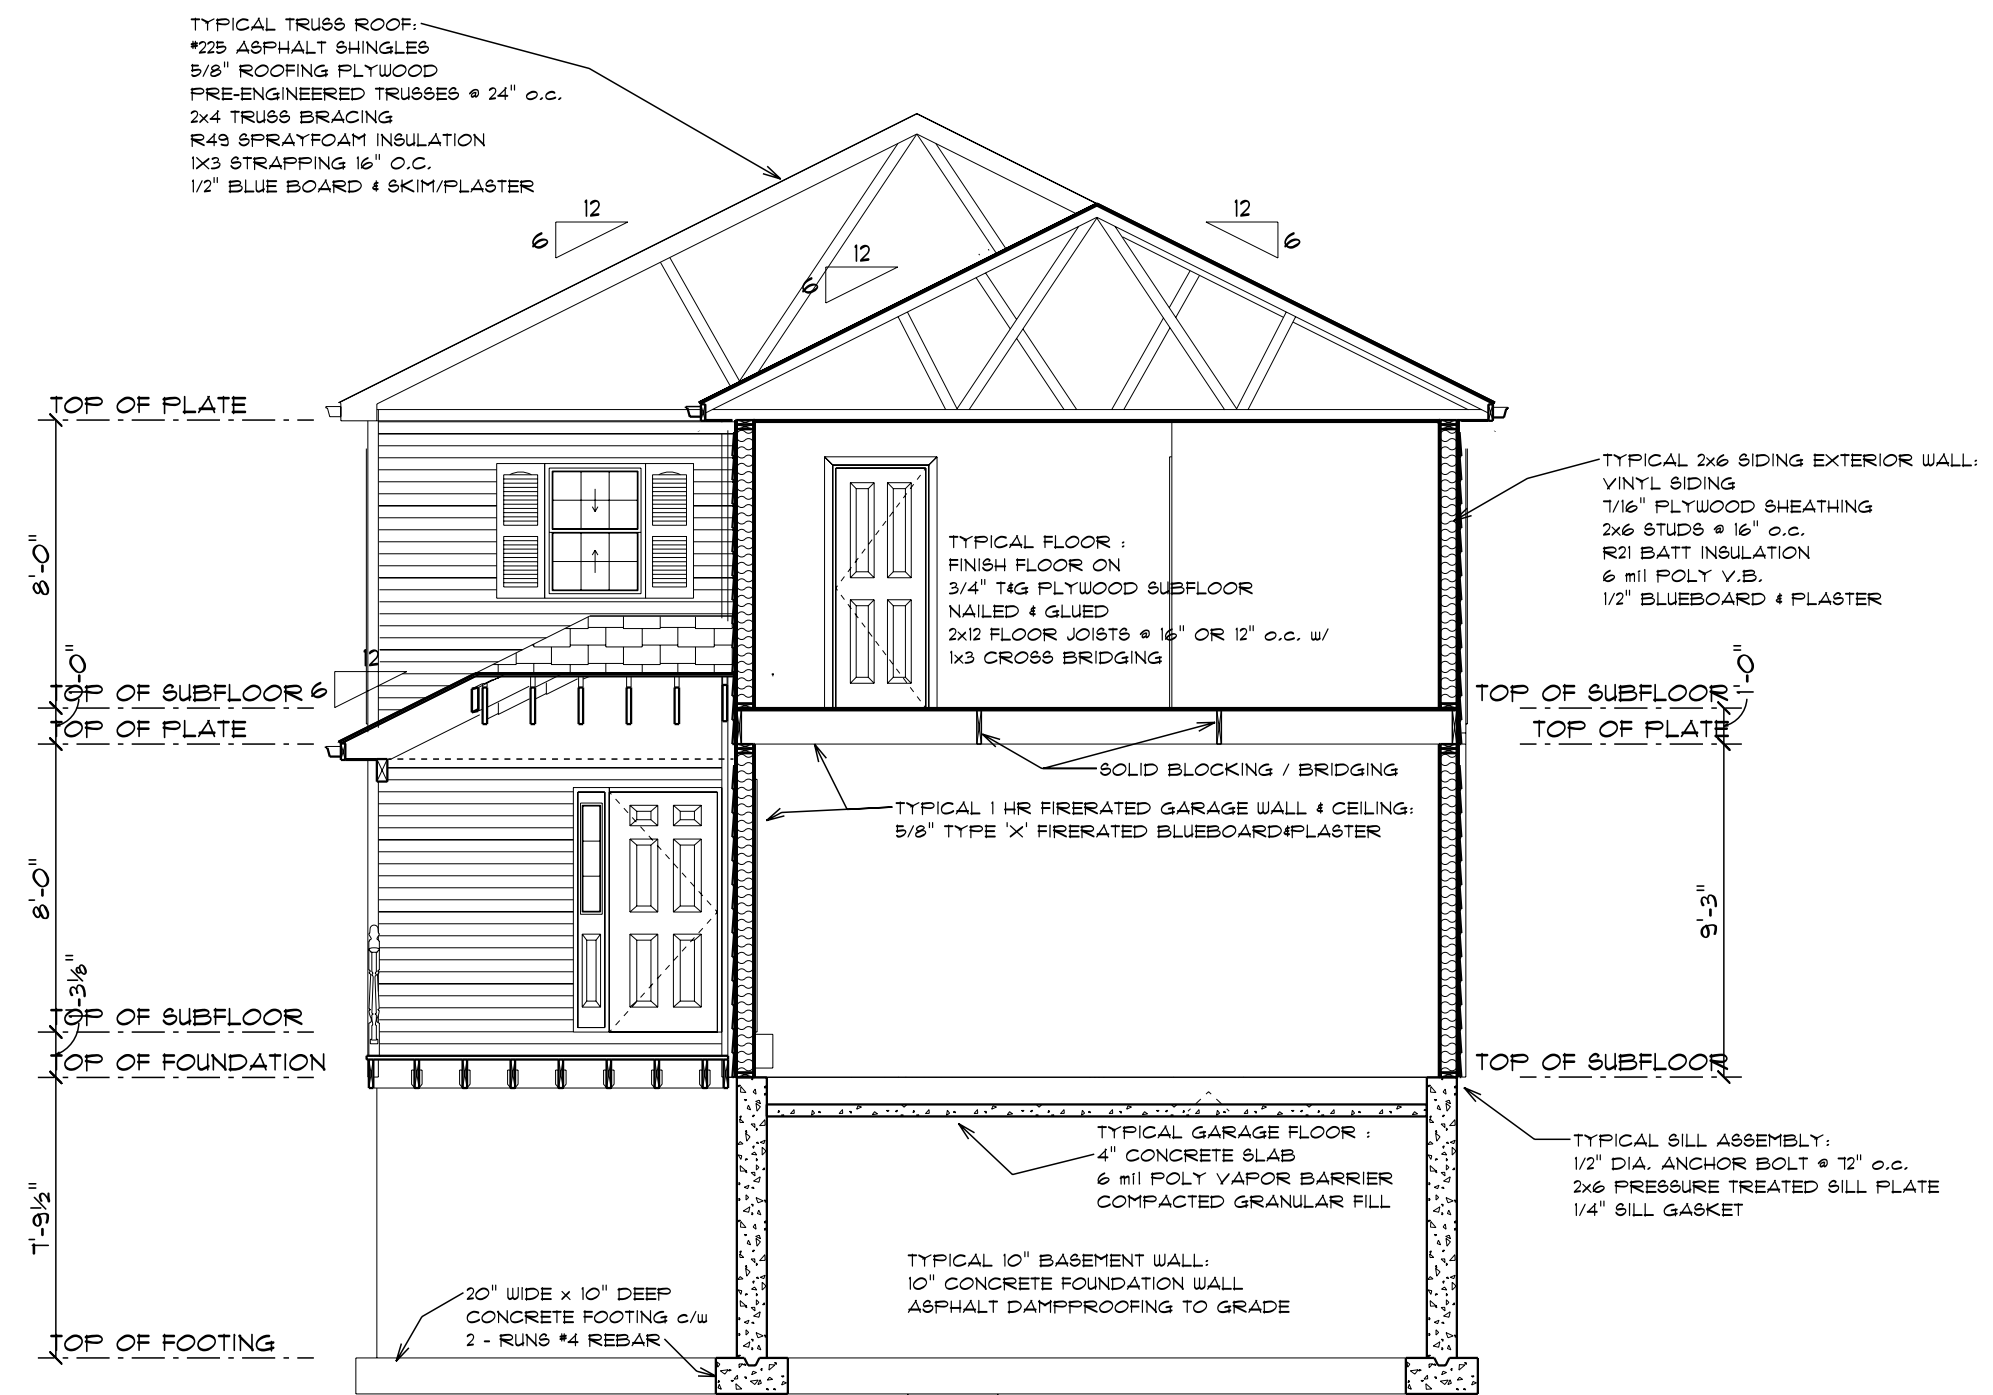 TYPICAL TRUSS ROOF:
#225 ASPHALT SHINGLES
5/8" ROOFING PLYWOOD
PRE-ENGINEERED TRUSSES @ 24" o.c.
2x4 TRUSS BRACING
R49 SPRAYFOAM INSULATION
1X3 STRAPPING 16" O.C.
1/2" BLUE BOARD & SKIM/PLASTER
12
6
12
6
12
6
TOP OF PLATE
8'-0"
TYPICAL 2x6 SIDING EXTERIOR WALL:
VINYL SIDING
7/16" PLYWOOD SHEATHING
2x6 STUDS @ 16" o.c.
R21 BATT INSULATION
6 mil POLY V.B.
1/2" BLUEBOARD & PLASTER
TYPICAL FLOOR :
FINISH FLOOR ON
3/4" T&G PLYWOOD SUBFLOOR
NAILED & GLUED
2x12 FLOOR JOISTS @ 16" OR 12" o.c. w/
1x3 CROSS BRIDGING
12
6
-0"
TOP OF SUBFLOOR
TOP OF PLATE
TOP OF SUBFLOOR
1'-0"
TOP OF PLATE
SOLID BLOCKING / BRIDGING
TYPICAL 1 HR FIRERATED GARAGE WALL & CEILING:
5/8" TYPE 'X' FIRERATED BLUEBOARD&PLASTER
8'-0"
9'-3"
-3 1/8"
TOP OF SUBFLOOR
TOP OF FOUNDATION
TOP OF SUBFLOOR
TYPICAL GARAGE FLOOR :
4" CONCRETE SLAB
6 mil POLY VAPOR BARRIER
COMPACTED GRANULAR FILL
TYPICAL SILL ASSEMBLY:
1/2" DIA. ANCHOR BOLT @ 72" o.c.
2x6 PRESSURE TREATED SILL PLATE
1/4" SILL GASKET
7'-9 1/2"
TYPICAL 10" BASEMENT WALL:
10" CONCRETE FOUNDATION WALL
ASPHALT DAMPPROOFING TO GRADE
20" WIDE x 10" DEEP
CONCRETE FOOTING c/w
2 - RUNS #4 REBAR
TOP OF FOOTING